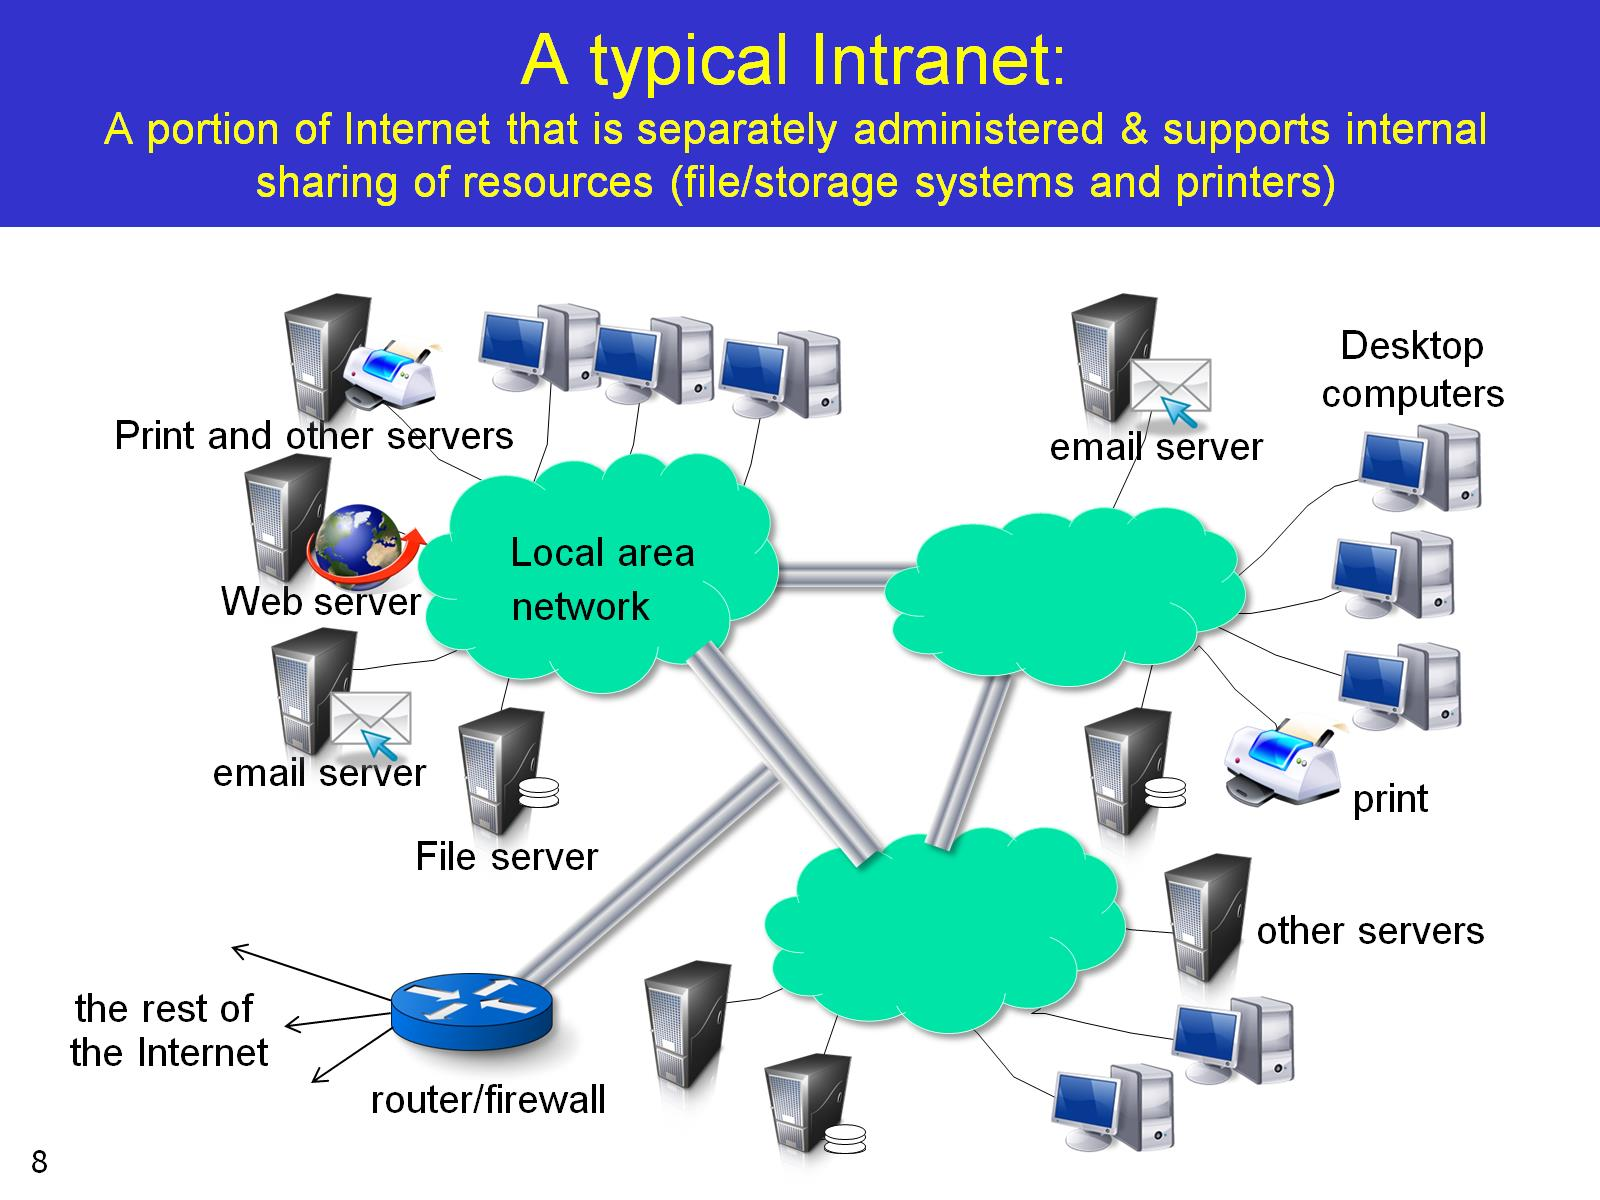 A typical Intranet:
A portion of Internet that is separately administered & supports internal
sharing of resources (file/storage systems and printers)
Print and other servers
Desktop
computers
email server
Local area
network
Web server
email server
print
File server
other servers
the rest of
the Internet
router/firewall
8